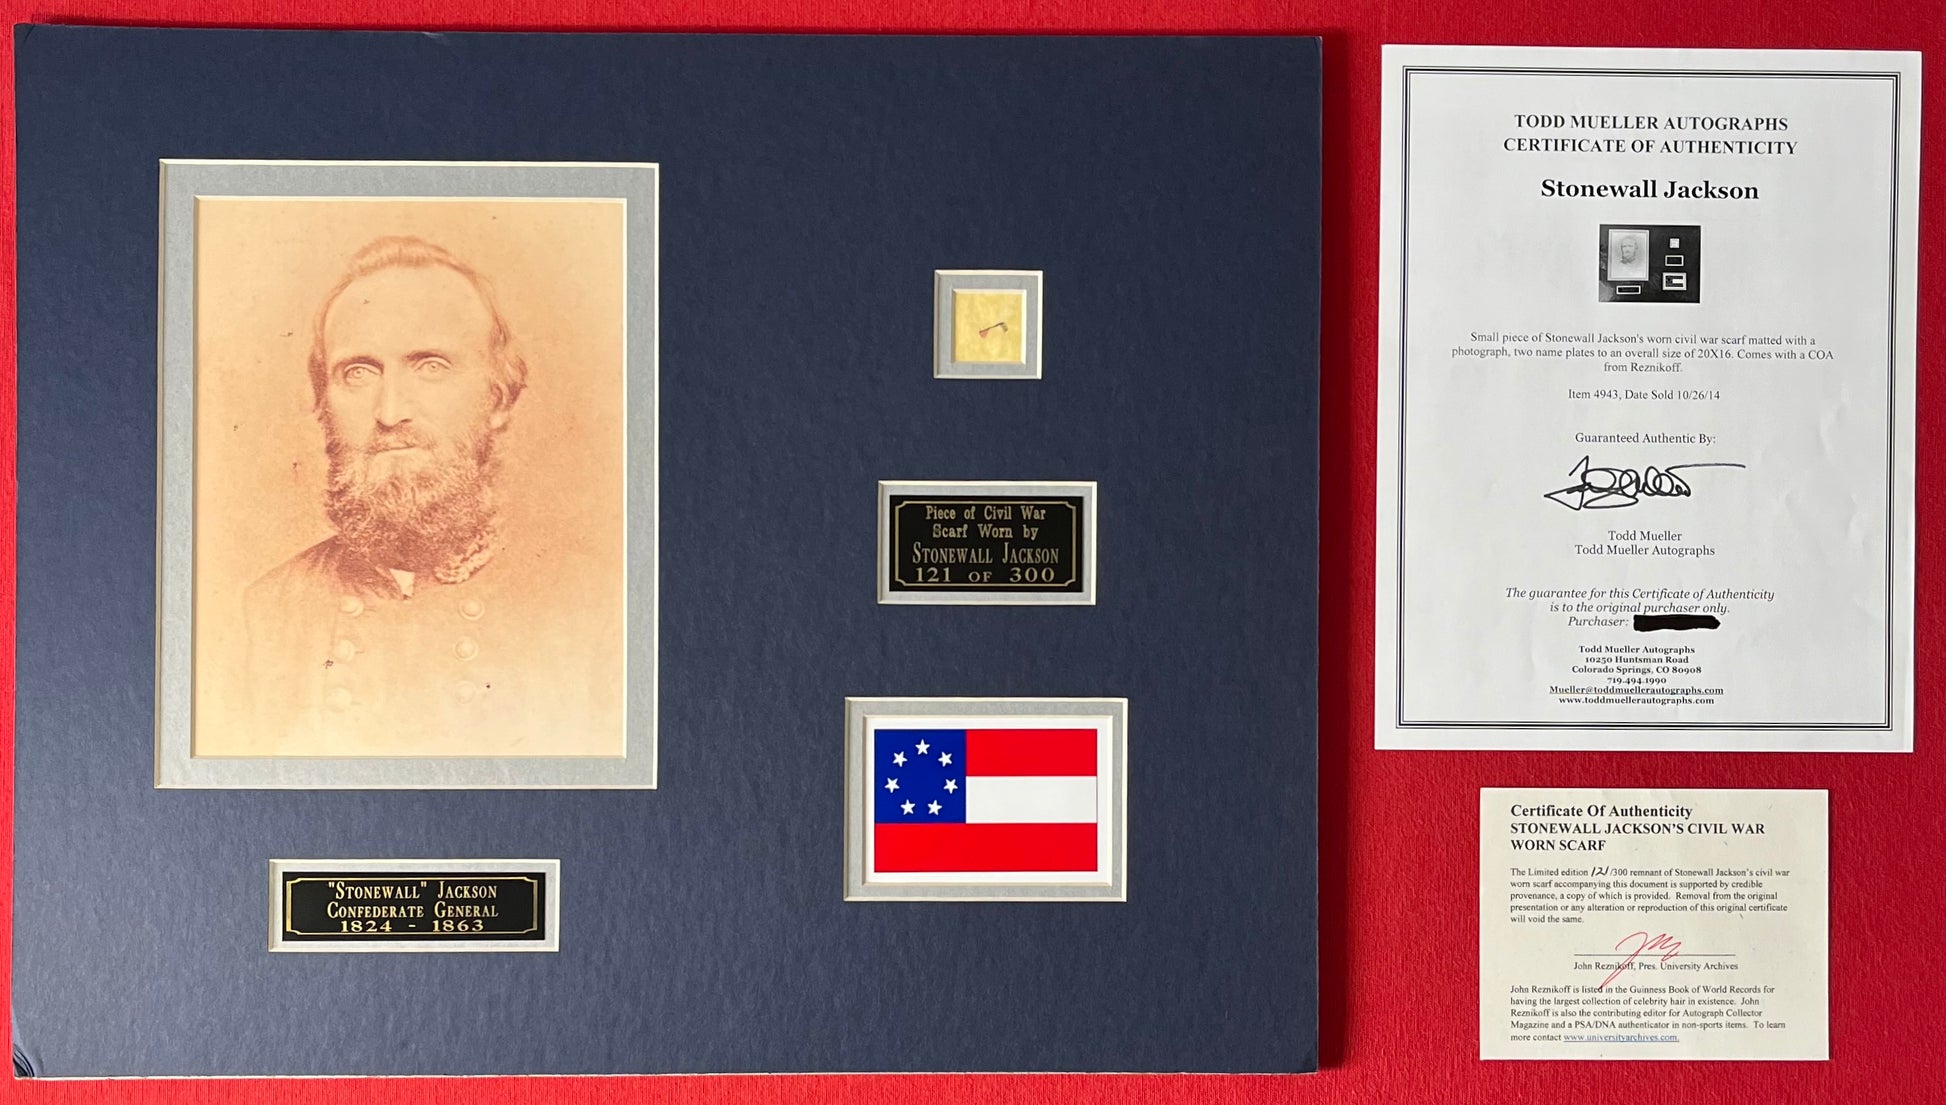 Piece of Civil War
Scarf Worn by
STONEWALL JACKSON
121 OF 300
"STONEWALL" JACKSON
CONFEDERATE GENERAL
1824 - 1863
TODD MUELLER AUTOGRAPHS
CERTIFICATE OF AUTHENTICITY
Stonewall Jackson
Small piece of Stonewall Jackson's worn civil war scarf matted with a
photograph, two name plates to an overall size of 20X16. Comes with a COA
from Reznikoff.
Item 4943, Date Sold 10/26/14
Guaranteed Authentic By:
Todd Mueller
Todd Mueller Autographs
The guarantee for this Certificate of Authenticity
is to the original purchaser only.
Purchaser:
Todd Mueller Autographs
10250 Huntsman Road
Colorado Springs, CO 80908
719.494.1990
Mueller@toddmuellerautographs.com
www.toddmuellerautographs.com
Certificate Of Authenticity
STONEWALL JACKSON'S CIVIL WAR
WORN SCARF
The Limited edition 121/300 remnant of Stonewall Jackson's civil war
worn scarf accompanying this document is supported by credible
provenance, a copy of which is provided. Removal from the original
presentation or any alteration or reproduction of this original certificate
will void the same.
John Reznikoff, Pres. University Archives
John Reznikoff is listed in the Guinness Book of World Records for
having the largest collection of celebrity hair in existence. John
Reznikoff is also the contributing editor for Autograph Collector
Magazine and a PSA/DNA authenticator in non-sports items. To learn
more contact www.universityarchives.com.